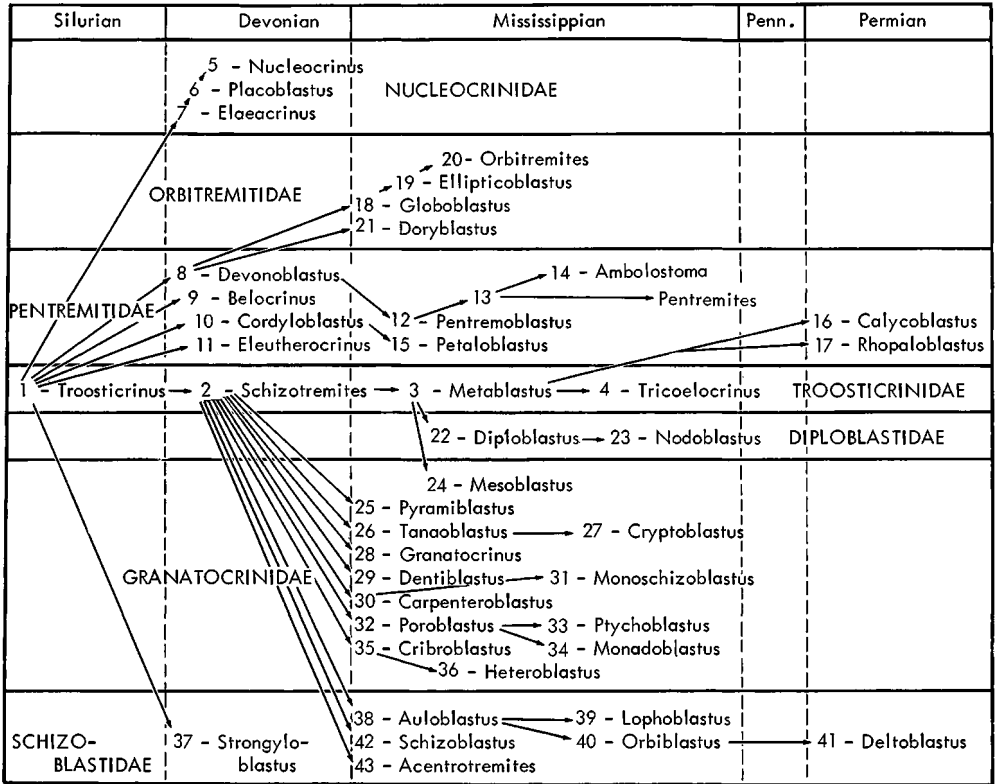 Silurian Devonian Mississippian Penn. Permian
5 - Nucleocrinus
6 - Placoblastus NUCLEOCRINIDAE
7 - Elaeacrinus
20 - Orbitremites
ORBITREMITIDAE 19 - Ellipticoblastus
18 - Globoblastus
21 - Doryblastus
8 - Devonoblastus 14 - Ambolostoma
9 - Belocrinus 13 Pentremites
PENTREMITIDAE
10 - Cordyloblastus 12 - Pentremoblastus 16 - Calycoblastus
11 - Eleutherocrinus 15 - Petaloblastus 17 - Rhopaloblastus
1 - Troosticrinus 2 - Schizotremites 3 - Metablastus 4 - Tricoelocrinus TROOSTICRINIDAE
22 - Diploblastus 23 - Nodoblastus DIPLOBLASTIDAE
24 - Mesoblastus
25 - Pyramiblastus
26 - Tanaoblastus 27 - Cryptoblastus
28 - Granatocrinus
GRANATOCRINIDAE 29 - Dentiblastus 31 - Monoschizoblastus
30 - Carpenteroblastus
32 - Poroblastus 33 - Ptychoblastus
35 - Cribroblastus 34 - Monadoblastus
36 - Heteroblastus
38 - Auloblastus 39 - Lophoblastus
SCHIZO- 37 - Strongylo- 42 - Schizoblastus 40 - Orbiblastus 41 - Deltoblastus
BLASTIDAE blastus 43 - Acentrotremites